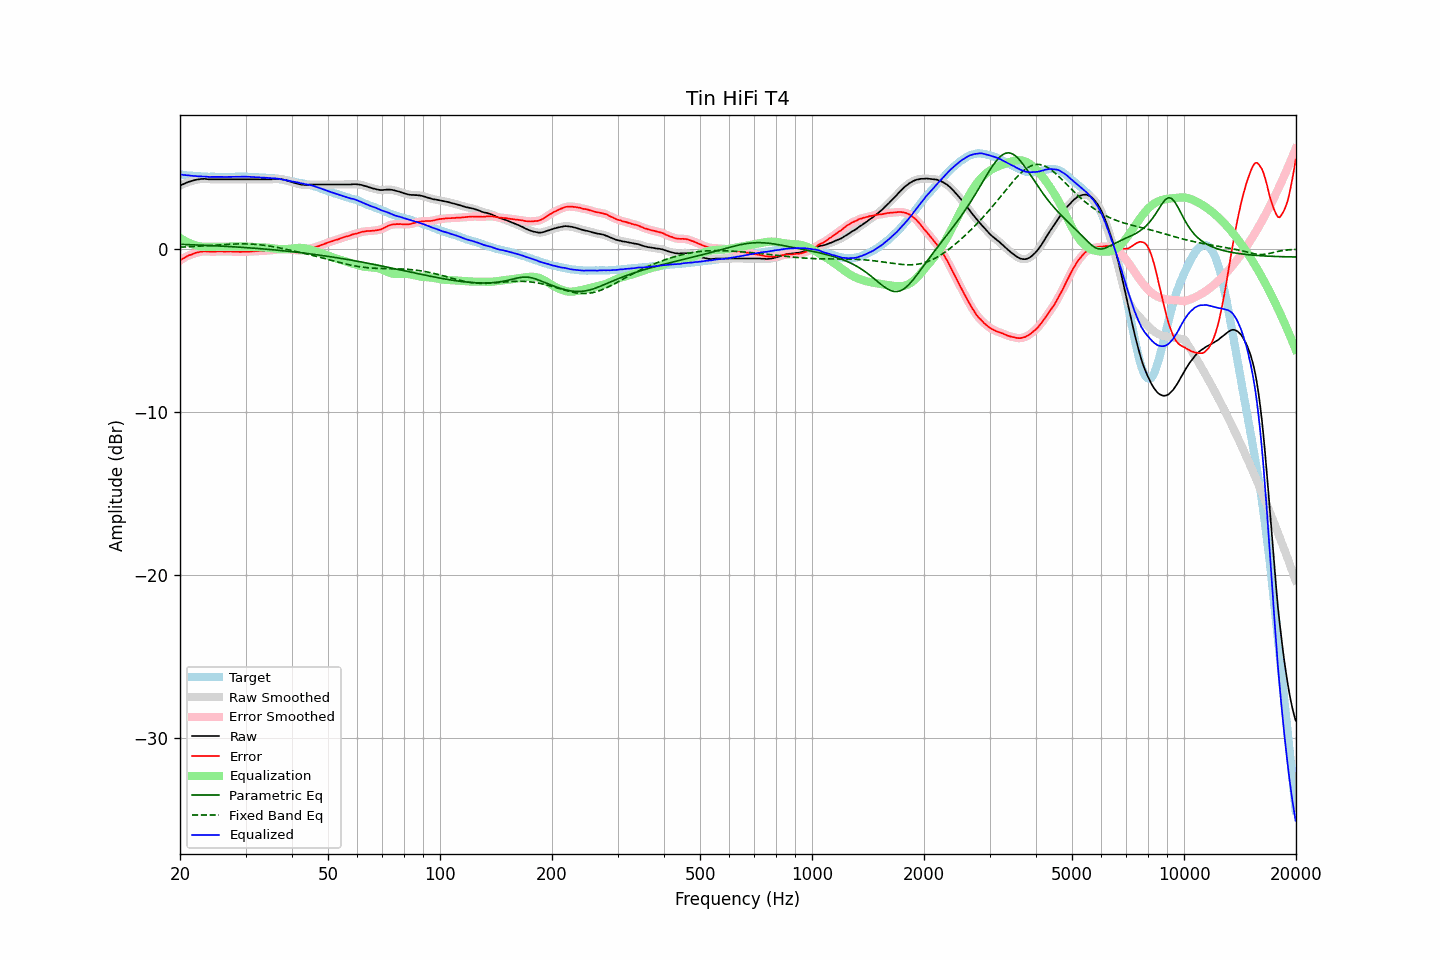 Tin HiFi T4
Amplitude (dBr)
0
−10
−20
−30
Target
Raw Smoothed
Error Smoothed
Raw
Error
Equalization
Parametric Eq
Fixed Band Eq
Equalized
20 50 100 200 500 1000 2000 5000 10000 20000
Frequency (Hz)